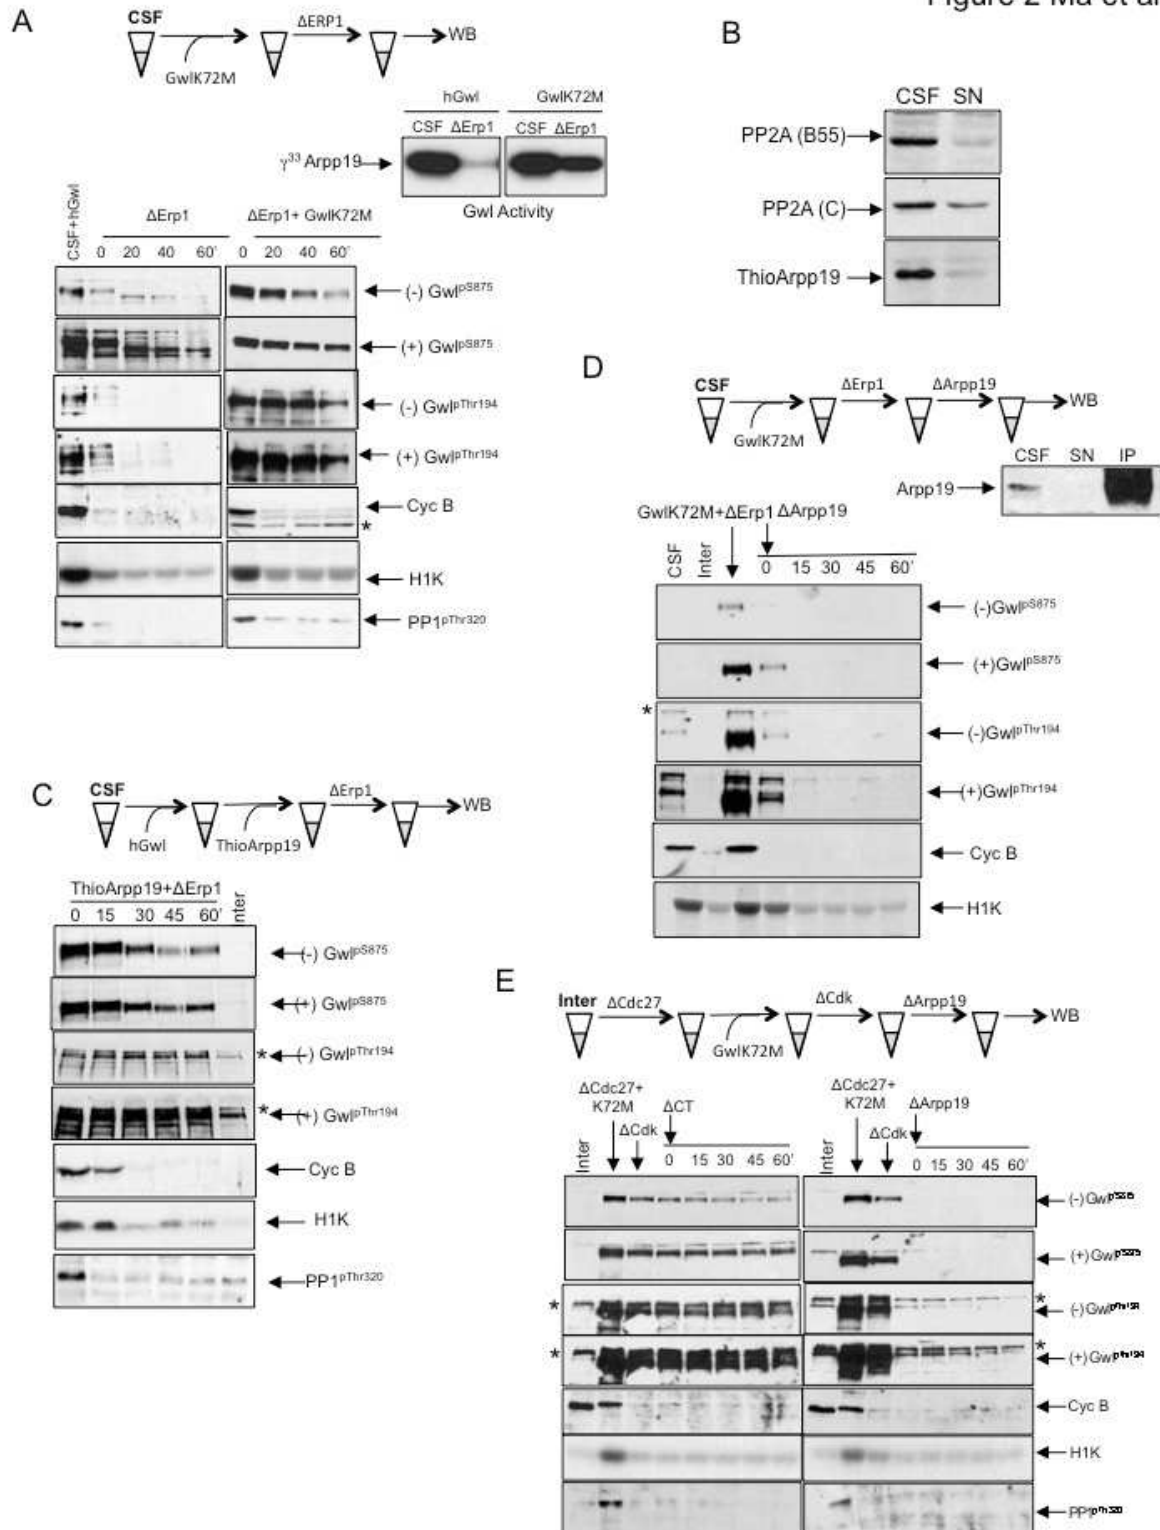 Figure 2 Ma et al
A
CSF
ΔERP1
WB
GwlK72M
hGwl GwlK72M
CSF ΔErp1 CSF ΔErp1
γ33 Arpp19
Gwl Activity
CSF+hGwl
ΔErp1
ΔErp1+ GwlK72M
0 20 40 60' 0 20 40 60'
(-) GwlpS875
(+) GwlpS875
(-) GwlpThr194
(+) GwlpThr194
Cyc B
*
H1K
PP1pThr320
B
CSF SN
PP2A (B55)
PP2A (C)
ThioArpp19
C
CSF
ΔErp1
WB
hGwl ThioArpp19
ThioArpp19+ΔErp1
0 15 30 45 60' Inter
(-) GwlpS875
(+) GwlpS875
* (-) GwlpThr194
* (+) GwlpThr194
Cyc B
H1K
PP1pThr320
D
CSF
ΔErp1 ΔArpp19
WB
GwlK72M
CSF SN IP
Arpp19
GwlK72M+ΔErp1 ΔArpp19
CSF Inter 0 15 30 45 60'
(-)GwlpS875
(+)GwlpS875
* (-)GwlpThr194
(+)GwlpThr194
Cyc B
H1K
E
Inter ΔCdc27 ΔCdk ΔArpp19
WB
GwlK72M
ΔCdc27+
K72M ΔCT
ΔCdk
Inter 0 15 30 45 60'
ΔCdc27+
K72M ΔArpp19
ΔCdk
Inter 0 15 30 45 60'
(-)GwlpS875
(+)GwlpS875
* * (-)GwlpThr194
* * (+)GwlpThr194
Cyc B
H1K
PP1pTh320